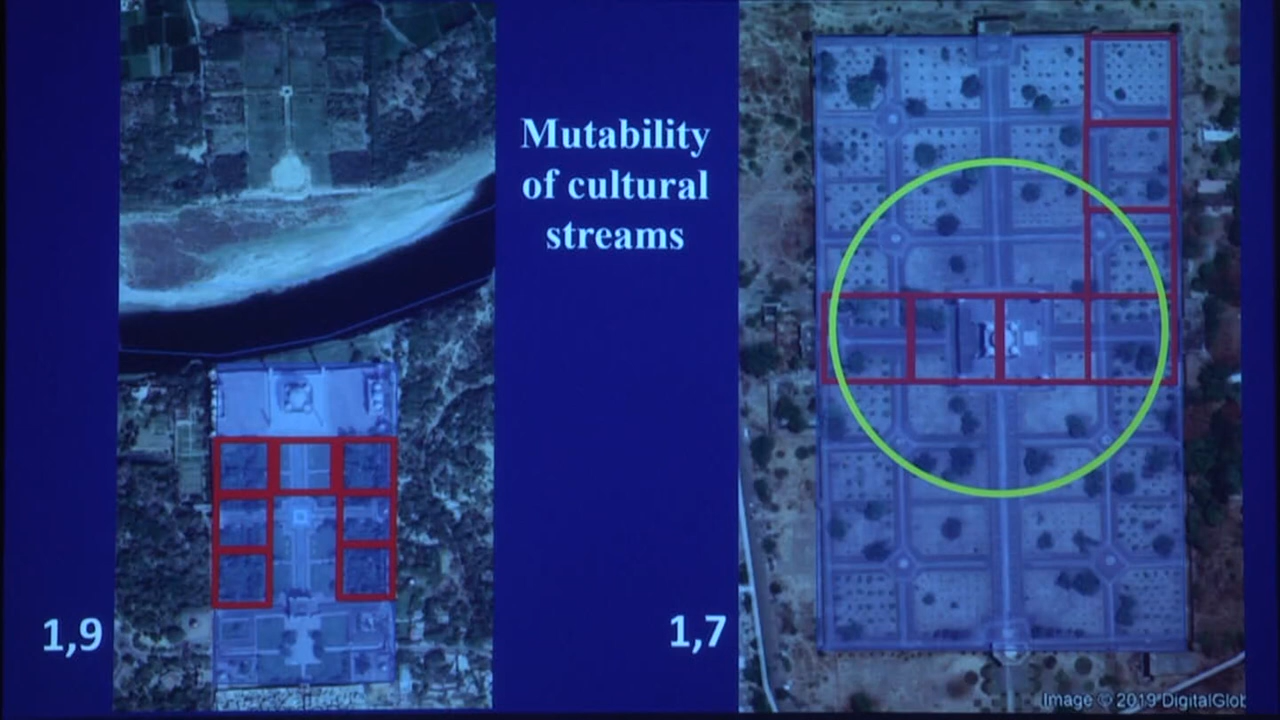 Mutability
of cultural
streams
1,9
1,7
Image © 2019 DigitalGlob